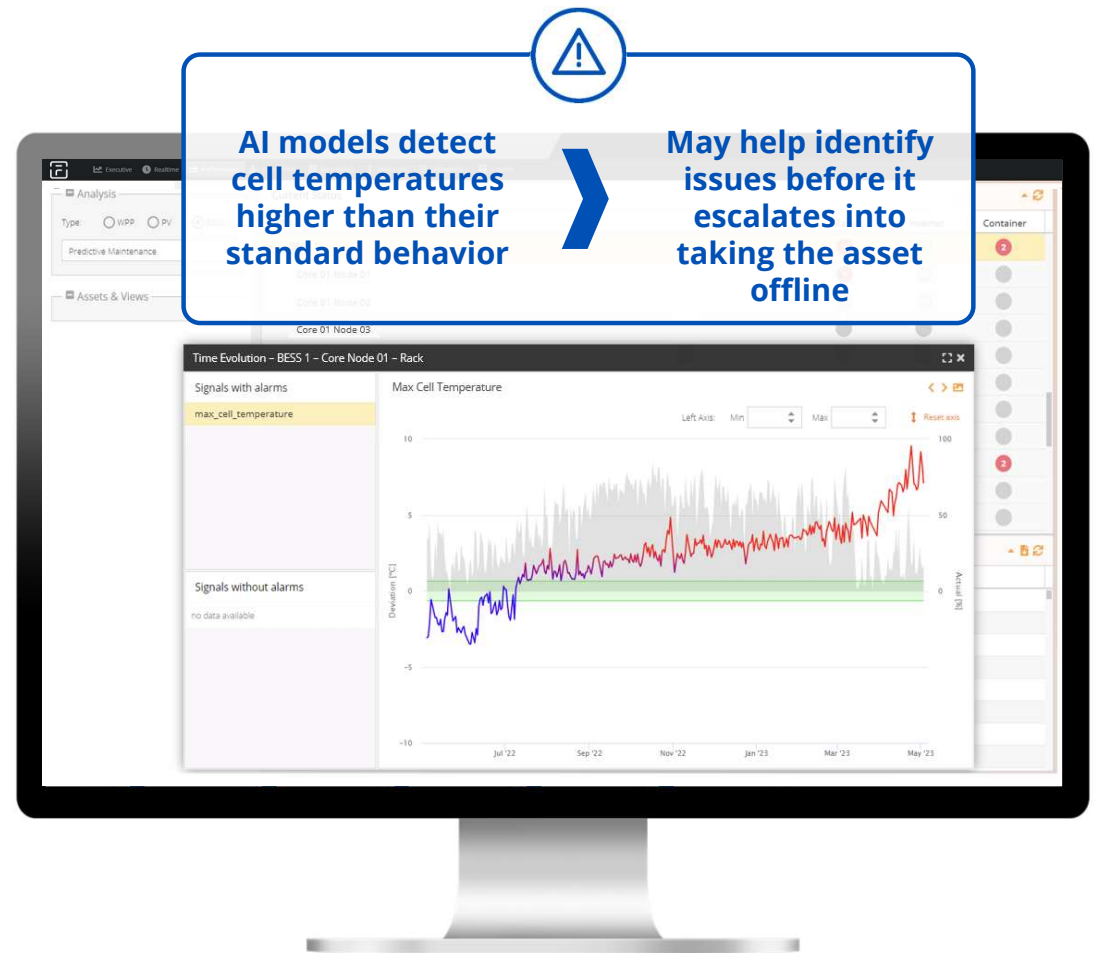 AI models detect
cell temperatures
higher than their
standard behavior
May help identify
issues before it
escalates into
taking the asset
offline
Executive Realtime
Analysis
Type: WPP PV
Container
Predictive Maintenance
2
Core 01 Node 01
Assets & Views
Core 01 Node 02
Core 01 Node 03
Time Evolution – BESS 1 – Core Node 01 – Rack
Signals with alarms
max_cell_temperature
Signals without alarms
no data available
Max Cell Temperature
Left Axis: Min Max Reset axis
10
5
0
-5
-10
Deviation [°C]
100
50
0
Actual [%]
Jul '22 Sep '22 Nov '22 Jan '23 Mar '23 May '23
2